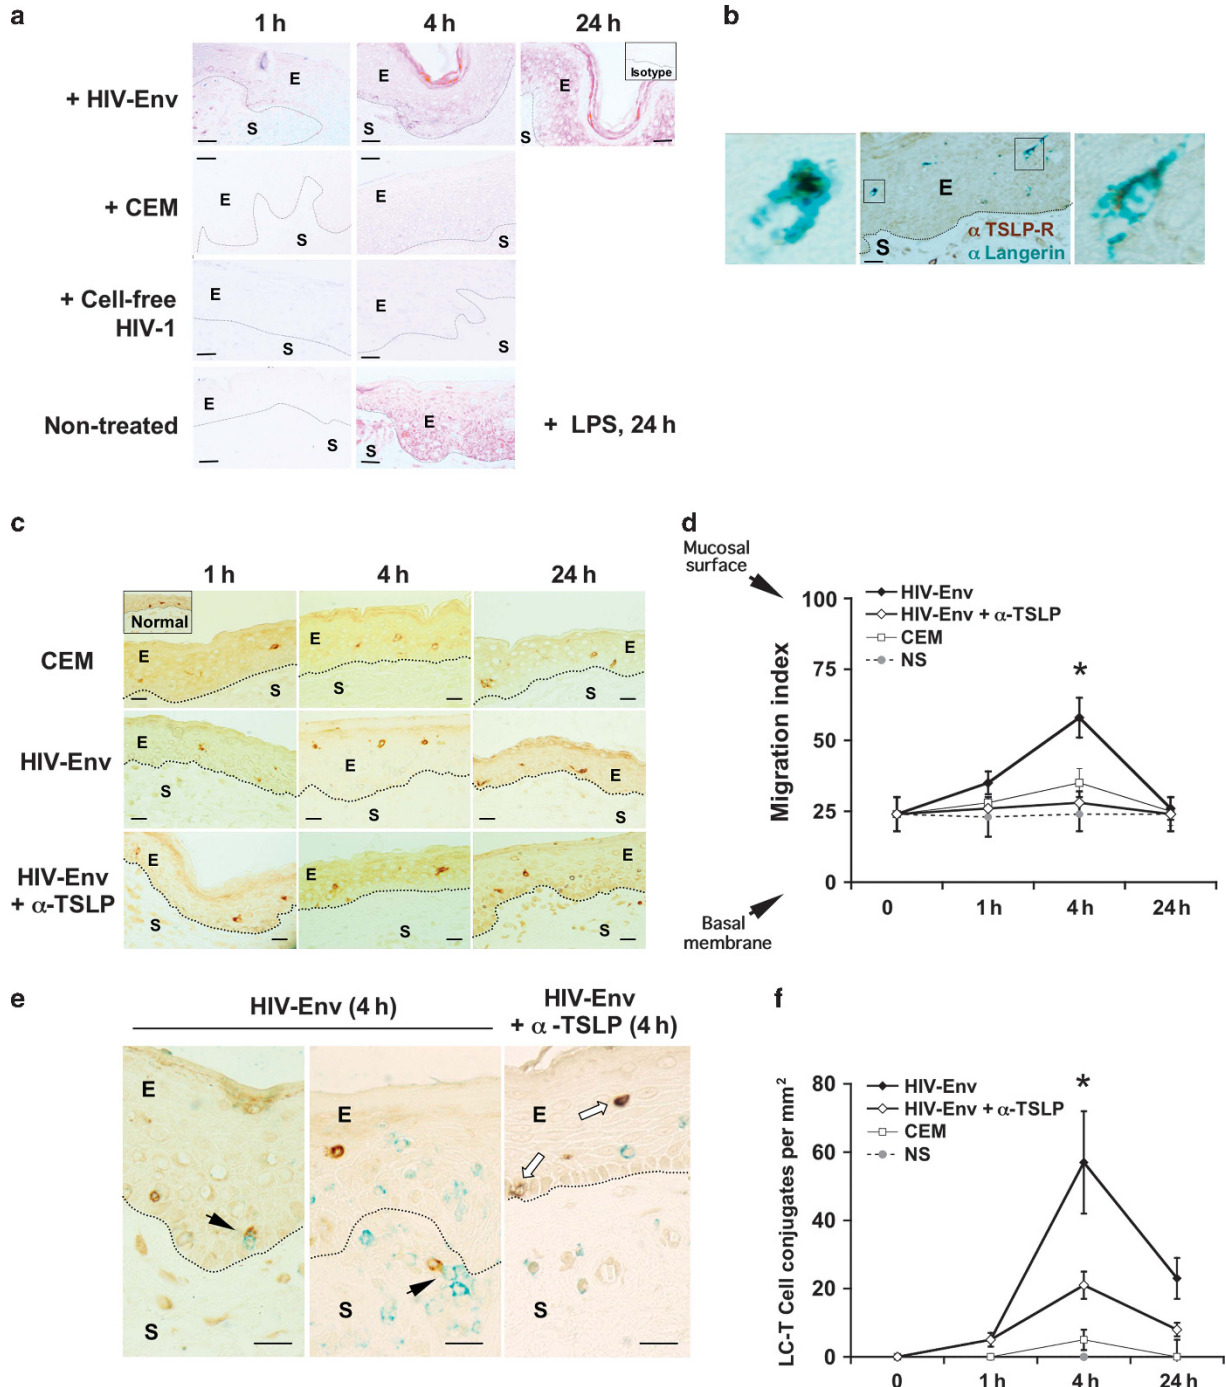 a
1 h
4 h
24 h
+ HIV-Env
E
S
E
S
E
S
Isotype
+ CEM
E
S
E
S
+ Cell-free
HIV-1
E
S
E
S
Non-treated
E
S
E
S
+ LPS, 24 h
b
E
S
α TSLP-R
α Langerin
c
1 h
4 h
24 h
Normal
CEM
E
S
E
S
E
S
HIV-Env
E
S
E
S
E
S
HIV-Env
+ α-TSLP
E
S
E
S
E
S
d
Mucosal
surface
HIV-Env
HIV-Env + α-TSLP
CEM
NS
Migration index
100
75
50
25
0
*
0
1 h
4 h
24 h
Basal
membrane
e
HIV-Env (4 h)
HIV-Env
+ α -TSLP (4 h)
E
S
E
S
E
S
f
HIV-Env
HIV-Env + α-TSLP
CEM
NS
LC-T Cell conjugates per mm²
80
60
40
20
0
*
0
1 h
4 h
24 h